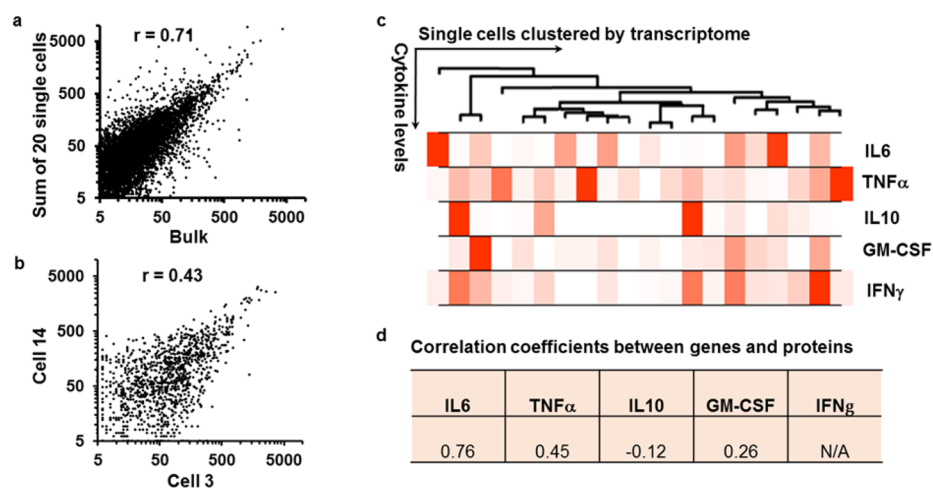 a
r = 0.71
5000
500
50
5
5 50 500 5000
Sum of 20 single cells
Bulk
b
r = 0.43
5000
500
50
5
5 50 500 5000
Cell 14
Cell 3
c
Single cells clustered by transcriptome
Cytokine levels
IL6
TNFα
IL10
GM-CSF
IFNγ
d
Correlation coefficients between genes and proteins
IL6 TNFα IL10 GM-CSF IFNg
0.76 0.45 -0.12 0.26 N/A